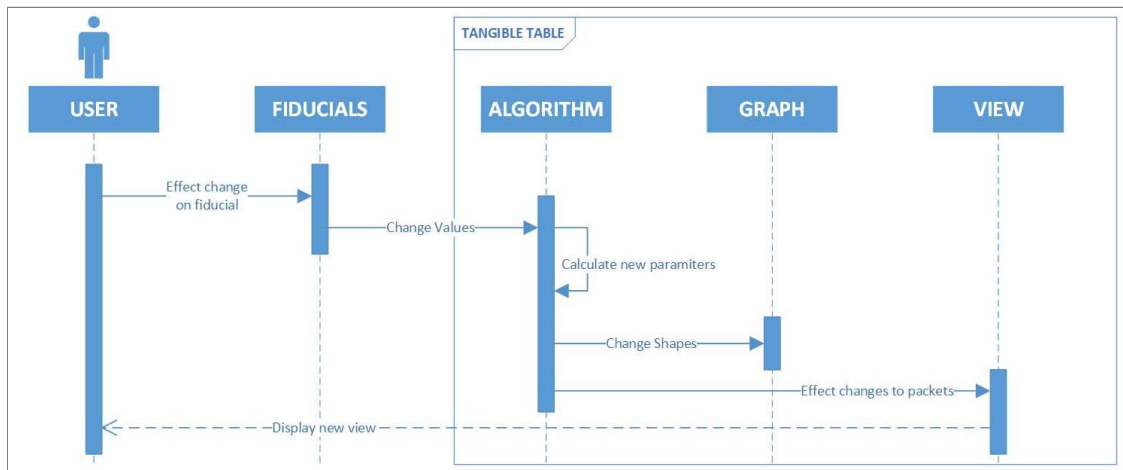 TANGIBLE TABLE
USER
FIDUCIALS
ALGORITHM
GRAPH
VIEW
Effect change
on fiducial
Change Values
Calculate new paramiters
Change Shapes
Effect changes to packets
Display new view